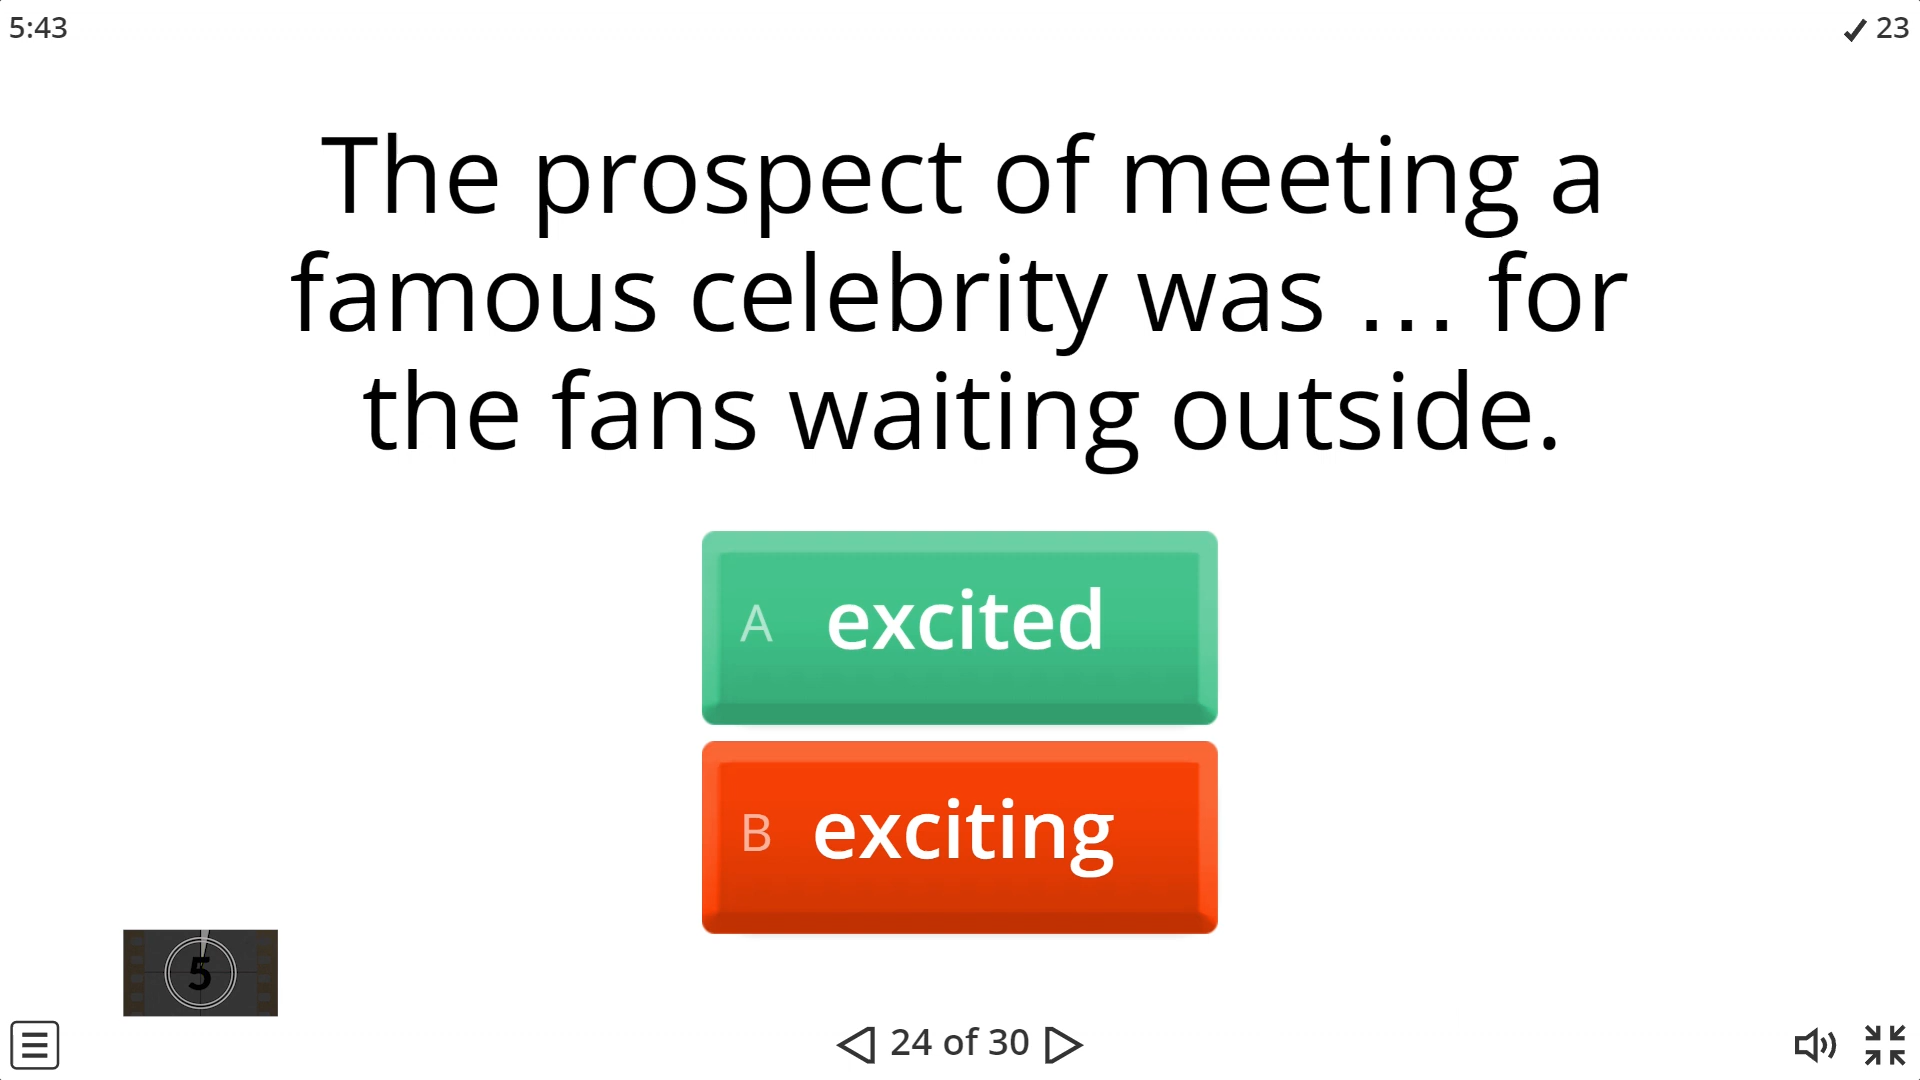 5:43
23
The prospect of meeting a
famous celebrity was ... for
the fans waiting outside.
A excited
B exciting
5
24 of 30